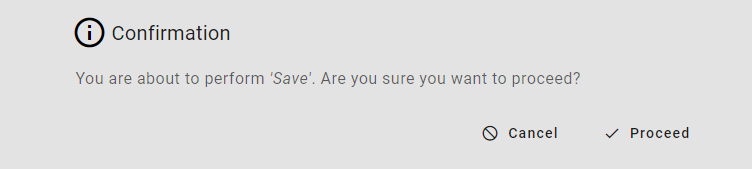 Confirmation
You are about to perform 'Save'. Are you sure you want to proceed?
Cancel Proceed